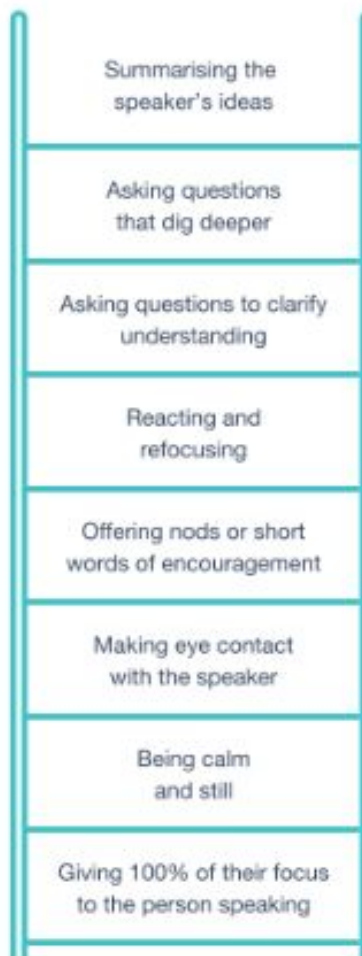 Summarising the
speaker's ideas
Asking questions
that dig deeper
Asking questions to clarify
understanding
Reacting and
refocusing
Offering nods or short
words of encouragement
Making eye contact
with the speaker
Being calm
and still
Giving 100% of their focus
to the person speaking